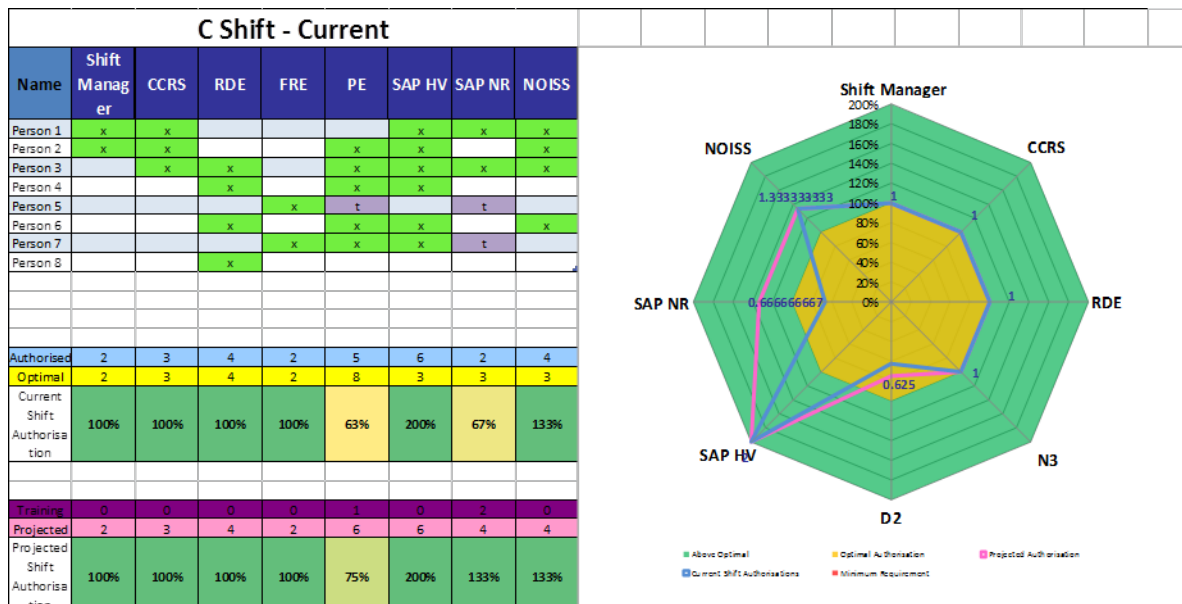 C Shift - Current
Name Shift Manager CCRS RDE FRE PE SAP HV SAP NR NOISS
Person 1 x x x x x
Person 2 x x x x x
Person 3 x x x x x x
Person 4 x x x
Person 5 x t t
Person 6 x x x x
Person 7 x x x t
Person 8 x
Authorised 2 3 4 2 5 6 2 4
Optimal 2 3 4 2 8 3 3 3
Current Shift Authorisation 100% 100% 100% 100% 63% 200% 67% 133%
Training 0 0 0 0 1 0 2 0
Projected 2 3 4 2 6 6 4 4
Projected Shift Authorisation 100% 100% 100% 100% 75% 200% 133% 133%
Shift Manager
200%
180%
160%
140%
120%
100%
80%
60%
40%
20%
0%
NOISS
CCRS
1.333333333
1
1
SAP NR
0.666666667
1
RDE
0.625
1
SAP HV
2
N3
D2
Above Optimal
Optimal Authorisation
Projected Authorisation
Current Shift Authorisations
Minimum Requirement